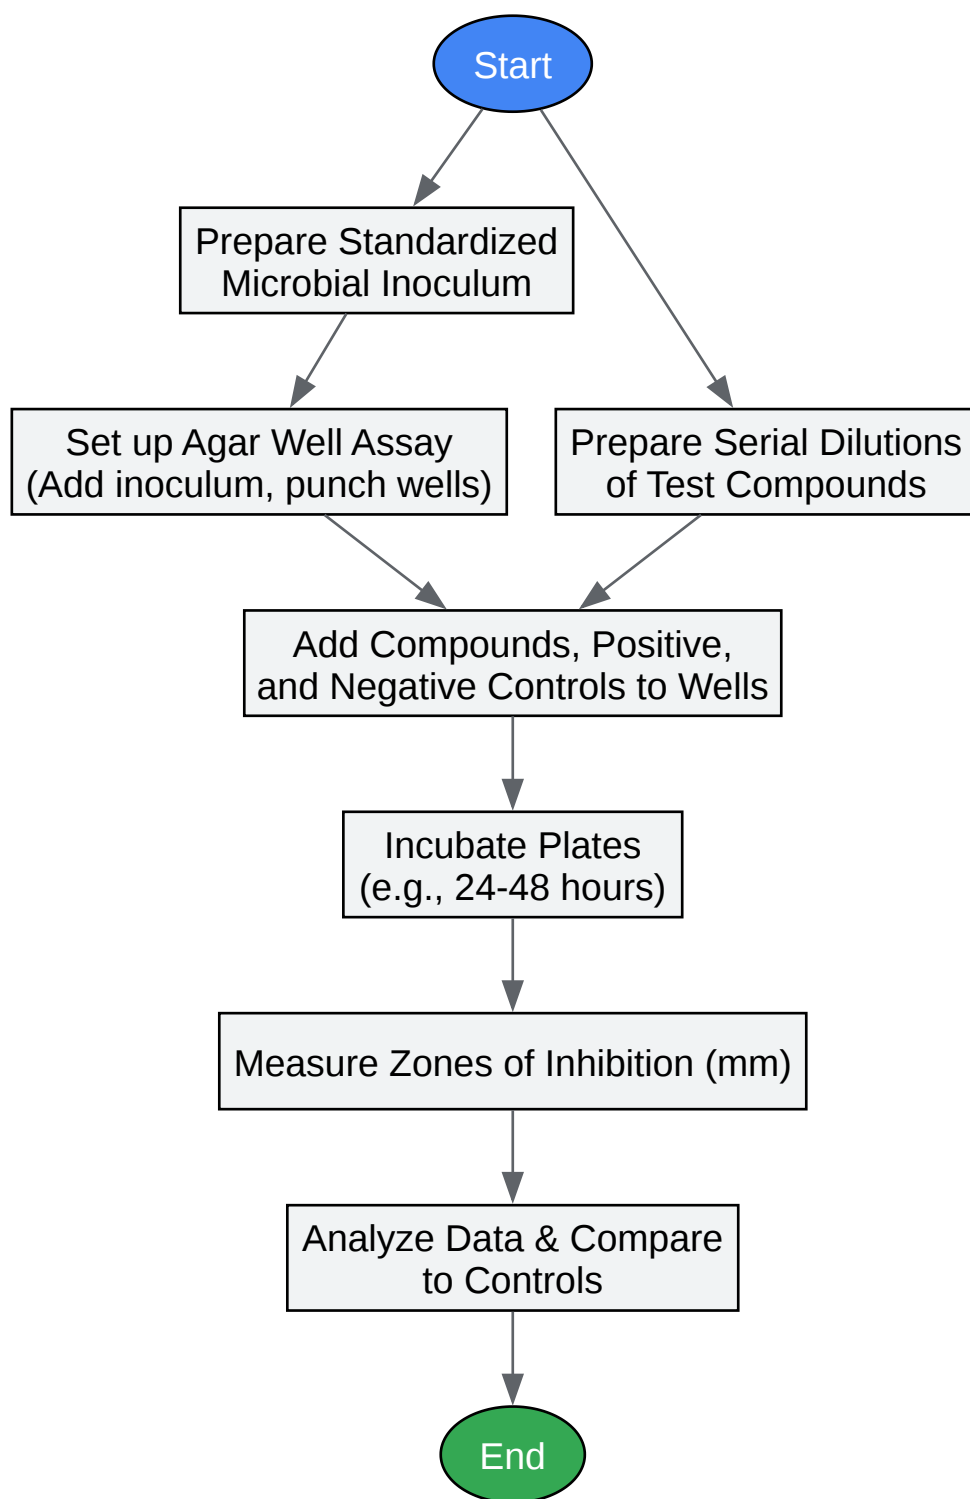 Start
Prepare Standardized
Microbial Inoculum
Set up Agar Well Assay
(Add inoculum, punch wells)
Prepare Serial Dilutions
of Test Compounds
Add Compounds, Positive,
and Negative Controls to Wells
Incubate Plates
(e.g., 24-48 hours)
Measure Zones of Inhibition (mm)
Analyze Data & Compare
to Controls
End